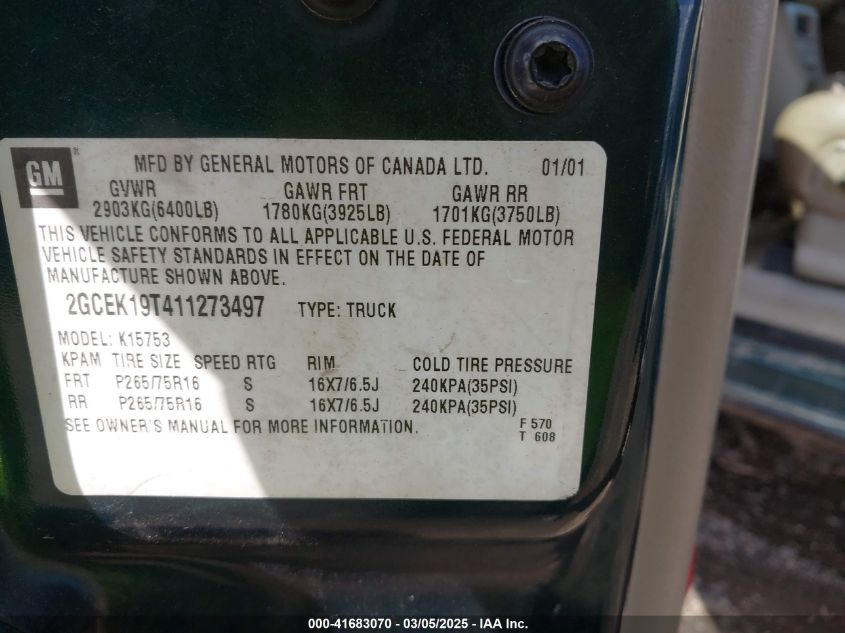 GM® MFD BY GENERAL MOTORS OF CANADA LTD. 01/01
GVWR GAWR FRT GAWR RR
2903KG(6400LB) 1780KG(3925LB) 1701KG(3750LB)
THIS VEHICLE CONFORMS TO ALL APPLICABLE U.S. FEDERAL MOTOR
VEHICLE SAFETY STANDARDS IN EFFECT ON THE DATE OF
MANUFACTURE SHOWN ABOVE.
2GCEK19T411273497 TYPE: TRUCK
MODEL: K15753
KPAM TIRE SIZE SPEED RTG RIM COLD TIRE PRESSURE
FRT P265/75R16 S 16X7/6.5J 240KPA(35PSI)
RR P265/75R16 S 16X7/6.5J 240KPA(35PSI)
SEE OWNER'S MANUAL FOR MORE INFORMATION.
F 570
T 608
000-41683070 - 03/05/2025 - IAA Inc.